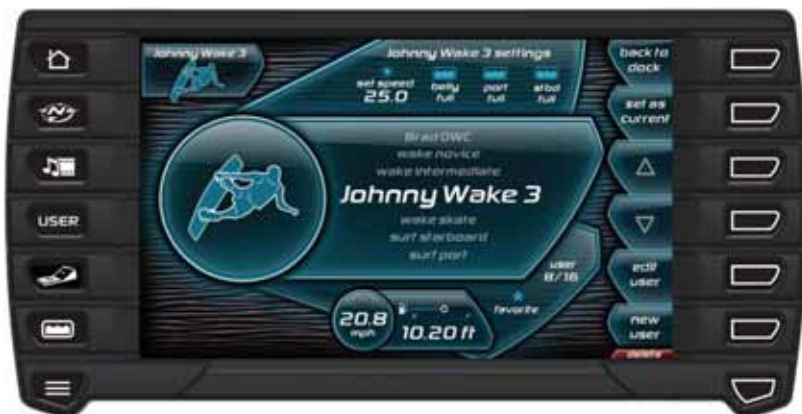 Johnny Wake 3
Johnny Wake 3 settings
set speed
25.0
belly
full
port
full
stbd
full
back to
dock
set as
current
Brad DWC
wake novice
wake intermediate
Johnny Wake 3
wake skate
surf starboard
surf port
USER
user
8/16
edit
user
favorite
20.8
mph
10.20 ft
new
user
DELETE